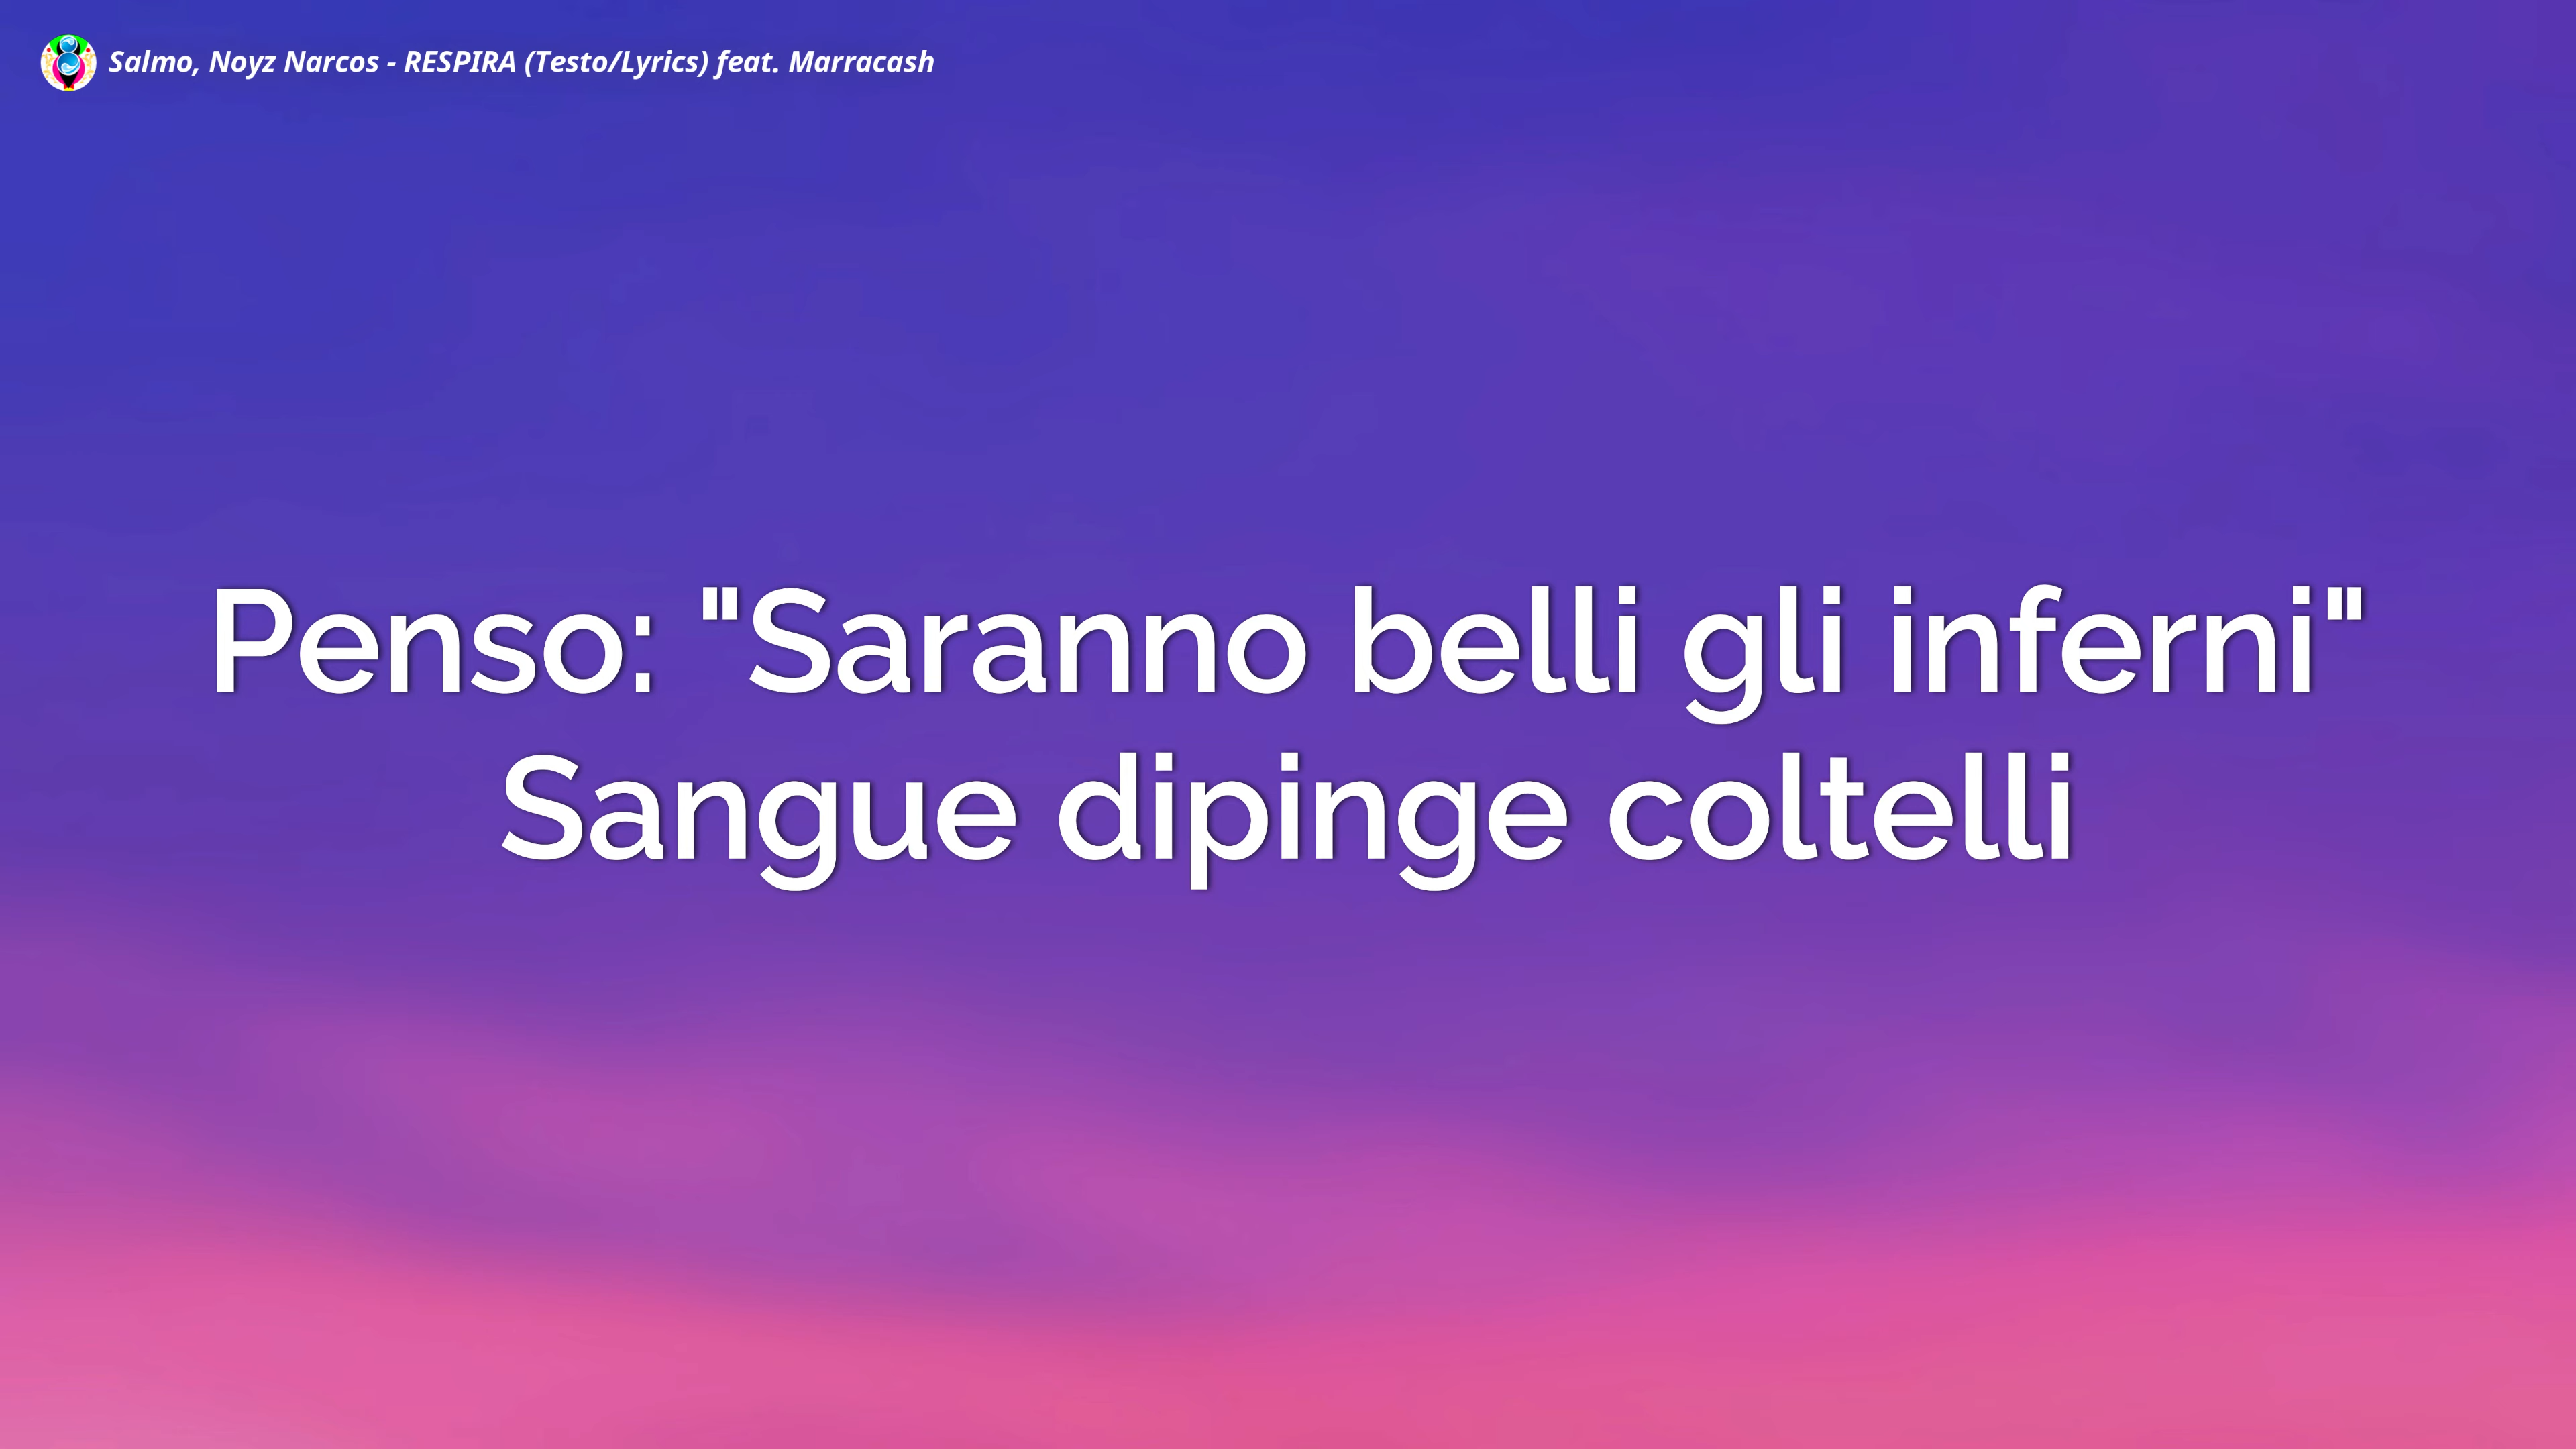 Salmo, Noyz Narcos - RESPIRA (Testo/Lyrics) feat. Marracash
Penso: "Saranno belli gli inferni"
Sangue dipinge coltelli